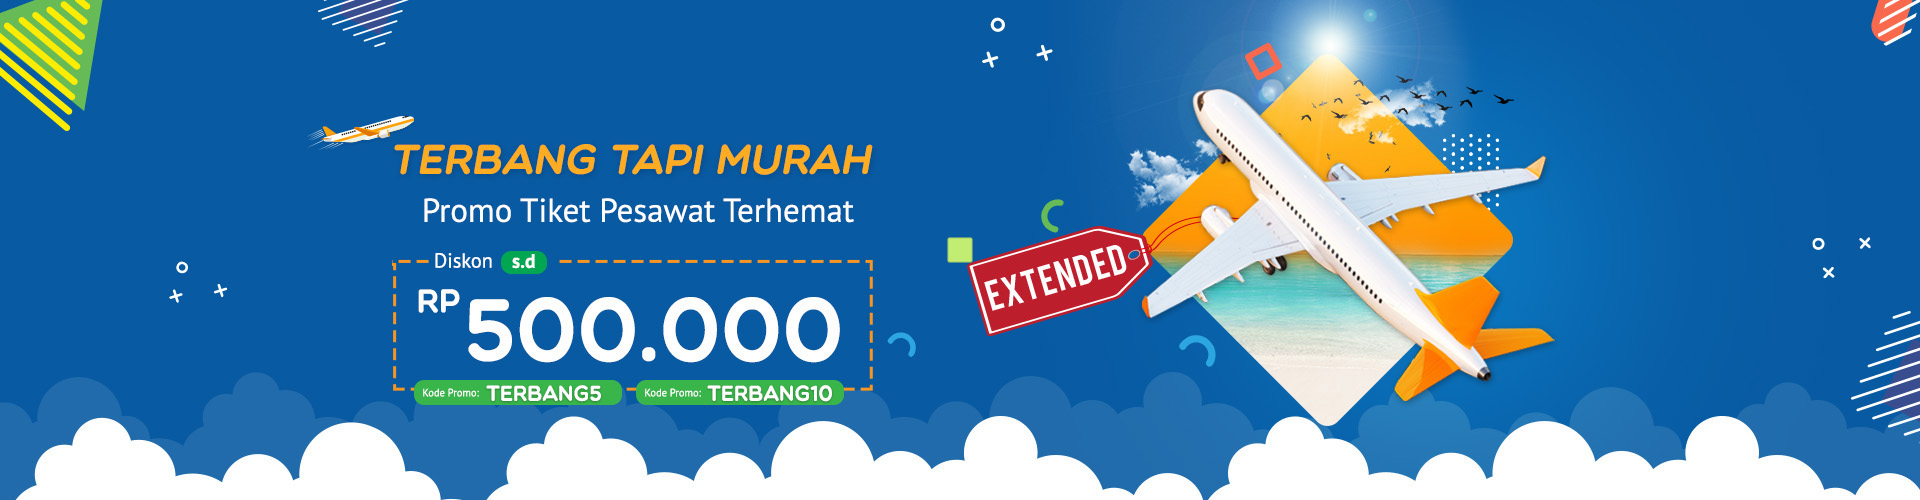 TERBANG TAPI MURAH
Promo Tiket Pesawat Terhemat
Diskon s.d
RP 500.000
Kode Promo: TERBANG5
Kode Promo: TERBANG10
EXTENDED